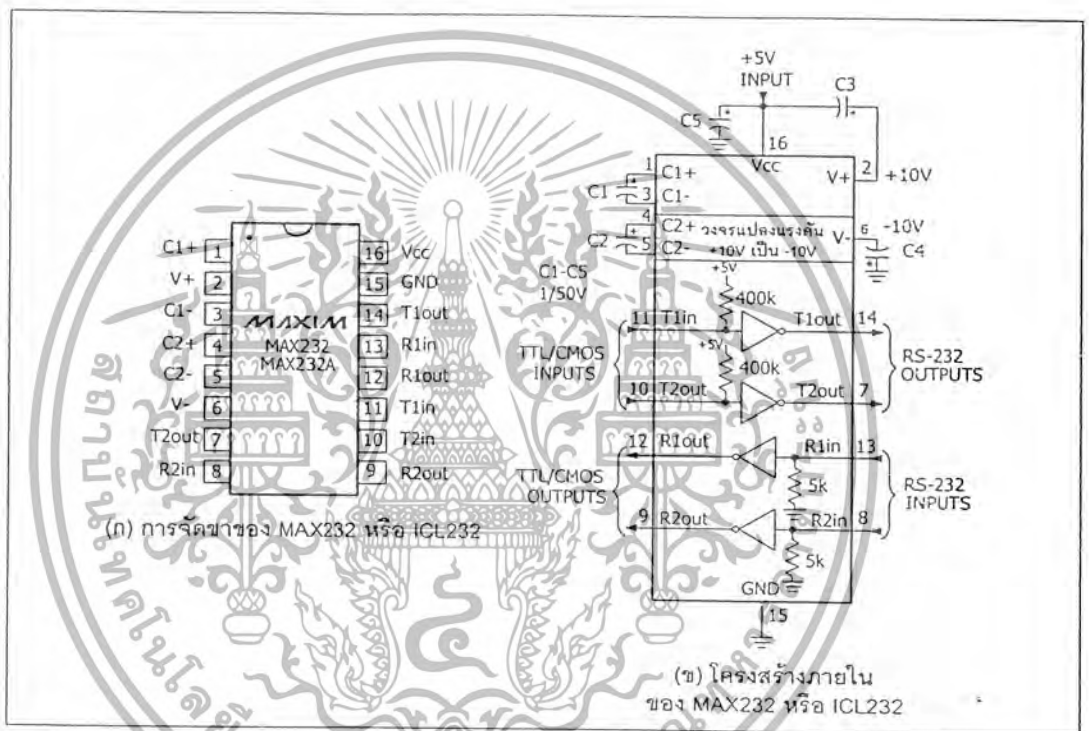 C1+ 1
V+ 2
C1- 3
C2+ 4
C2- 5
V- 6
T2out 7
R2in 8
MAXIM
MAX232
MAX232A
16 Vcc
15 GND
14 T1out
13 R1in
12 R1out
11 T1in
10 T2in
9 R2out
(ก) การจัดขาของ MAX232 หรือ ICL232
+5V
INPUT
C3
C5
16
Vcc
1
C1+
C1
3
C1-
V+
2
+10V
4
C2+
C2
5
C2-
วงจรแปลงแรงดัน
+10V เป็น -10V
V-
6
-10V
C4
C1-C5
1/50V
+5V
400k
11 T1in
T1out 14
+5V
400k
TTL/CMOS
INPUTS
10 T2out
T2out 7
RS-232
OUTPUTS
12 R1out
R1in 13
TTL/CMOS
OUTPUTS
5k
RS-232
INPUTS
9 R2out
R2in 8
5k
GND
15
(ข) โครงสร้างภายใน
ของ MAX232 หรือ ICL232